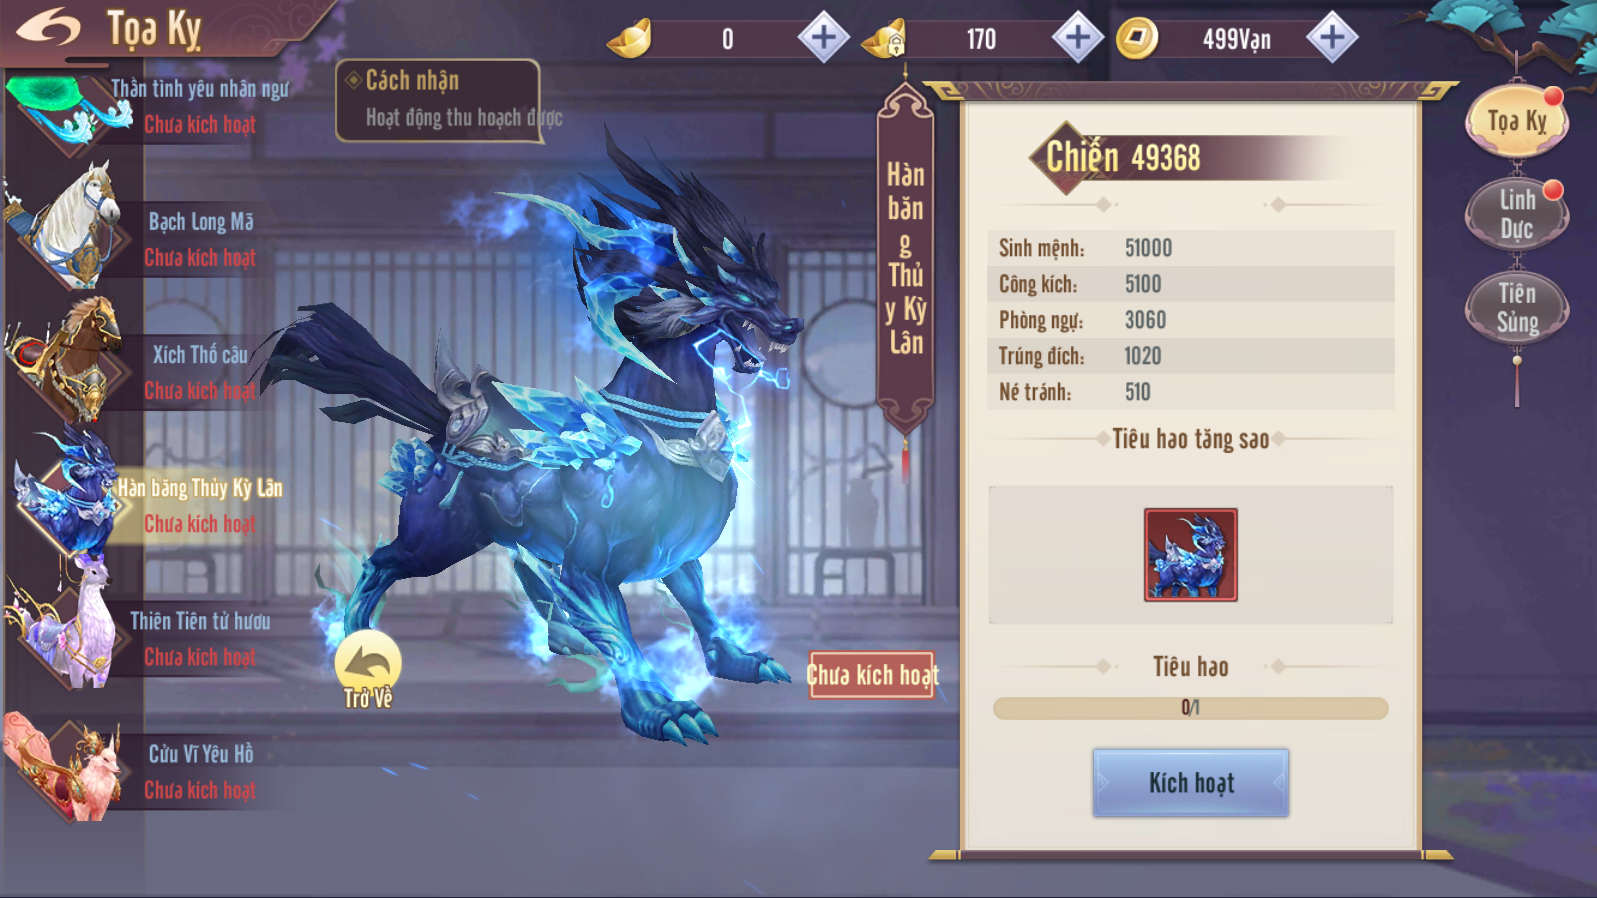 Tọa Kỵ
0
170
499Vạn
Thần tình yêu nhân ngư
Chưa kích hoạt
Bạch Long Mã
Chưa kích hoạt
Xích Thố câu
Chưa kích hoạt
Hàn băng Thủy Kỳ Lân
Chưa kích hoạt
Thiên Tiên tử hươu
Chưa kích hoạt
Cửu Vĩ Yêu Hồ
Chưa kích hoạt
Cách nhận
Hoạt động thu hoạch được
Trở Về
Hàn
băn
g
Thủ
y Kỳ
Lân
Chưa kích hoạt
Chiến 49368
Sinh mệnh: 51000
Công kích: 5100
Phòng ngự: 3060
Trúng đích: 1020
Né tránh: 510
Tiêu hao tăng sao
Tiêu hao
0/1
Kích hoạt
Tọa Kỵ
Linh
Dực
Tiên
Sủng